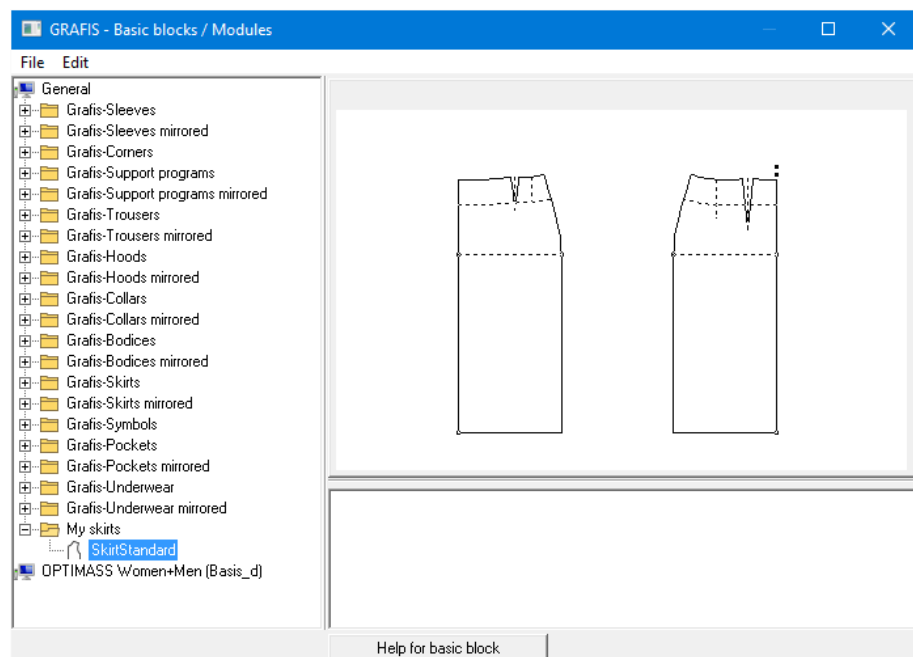 GRAFIS - Basic blocks / Modules
File Edit
General
Grafis-Sleeves
Grafis-Sleeves mirrored
Grafis-Corners
Grafis-Support programs
Grafis-Support programs mirrored
Grafis-Trousers
Grafis-Trousers mirrored
Grafis-Hoods
Grafis-Hoods mirrored
Grafis-Collars
Grafis-Collars mirrored
Grafis-Bodices
Grafis-Bodices mirrored
Grafis-Skirts
Grafis-Skirts mirrored
Grafis-Symbols
Grafis-Pockets
Grafis-Pockets mirrored
Grafis-Underwear
Grafis-Underwear mirrored
My skirts
SkirtStandard
OPTIMASS Women+Men (Basis_d)
Help for basic block